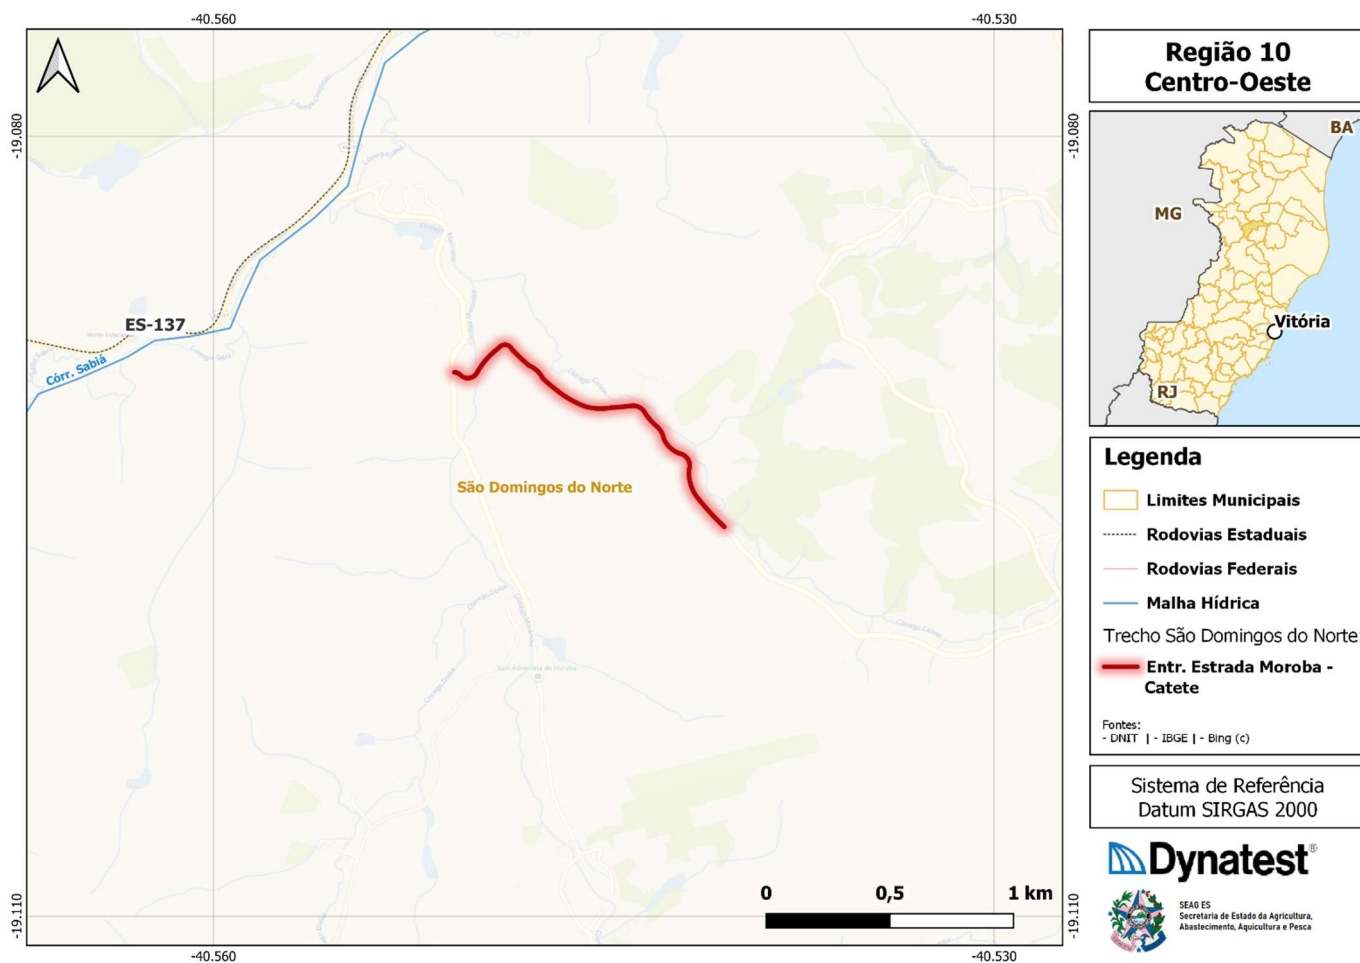 -40.560
-40.530
-19.080
-19.080
ES-137
Córr. Sabiá
São Domingos do Norte
0
0,5
1 km
-19.110
-19.110
-40.560
-40.530
Região 10
Centro-Oeste
BA
MG
Vitória
RJ
Legenda
Limites Municipais
Rodovias Estaduais
Rodovias Federais
Malha Hídrica
Trecho São Domingos do Norte
Entr. Estrada Moroba -
Catete
Fontes:
- DNIT | - IBGE | - Bing (c)
Sistema de Referência
Datum SIRGAS 2000
Dynatest®
SEAG ES
Secretaria de Estado da Agricultura,
Abastecimento, Aquicultura e Pesca